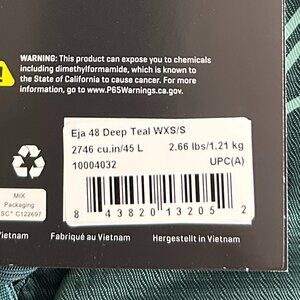 WARNING: This product can expose you to chemicals
including dimethylformamide, which is known to
the State of California to cause cancer. For more
information, go to www.P65Warnings.ca.gov.
Eja 48 Deep Teal WXS/S
2746 cu.in/45 L 2.66 lbs/1.21 kg
10004032 UPC(A)
8 43820 13205 2
MIX
Packaging
SC® C122697
Vietnam Fabriqué au Vietnam Hergestellt in Vietnam